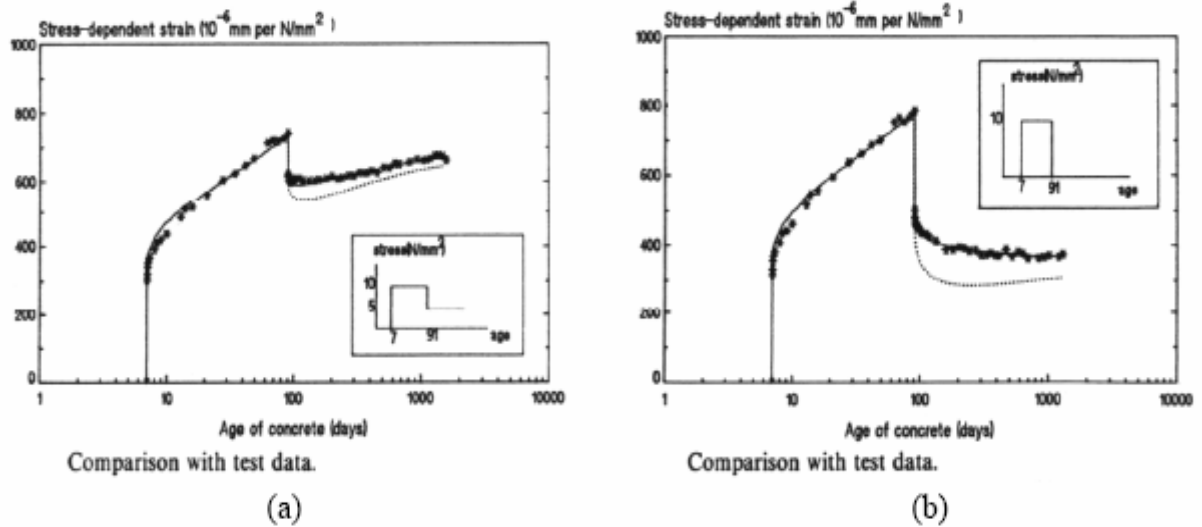 Stress-dependent strain (10⁻⁶mm per N/mm²)
1000
800
600
400
200
0
1
10
100
1000
10000
Age of concrete (days)
stress(N/mm²)
10
5
7
91
age
Comparison with test data.
(a)
Stress-dependent strain (10⁻⁶mm per N/mm²)
1000
800
600
400
200
0
1
10
100
1000
10000
Age of concrete (days)
stress(N/mm²)
10
7
91
age
Comparison with test data.
(b)